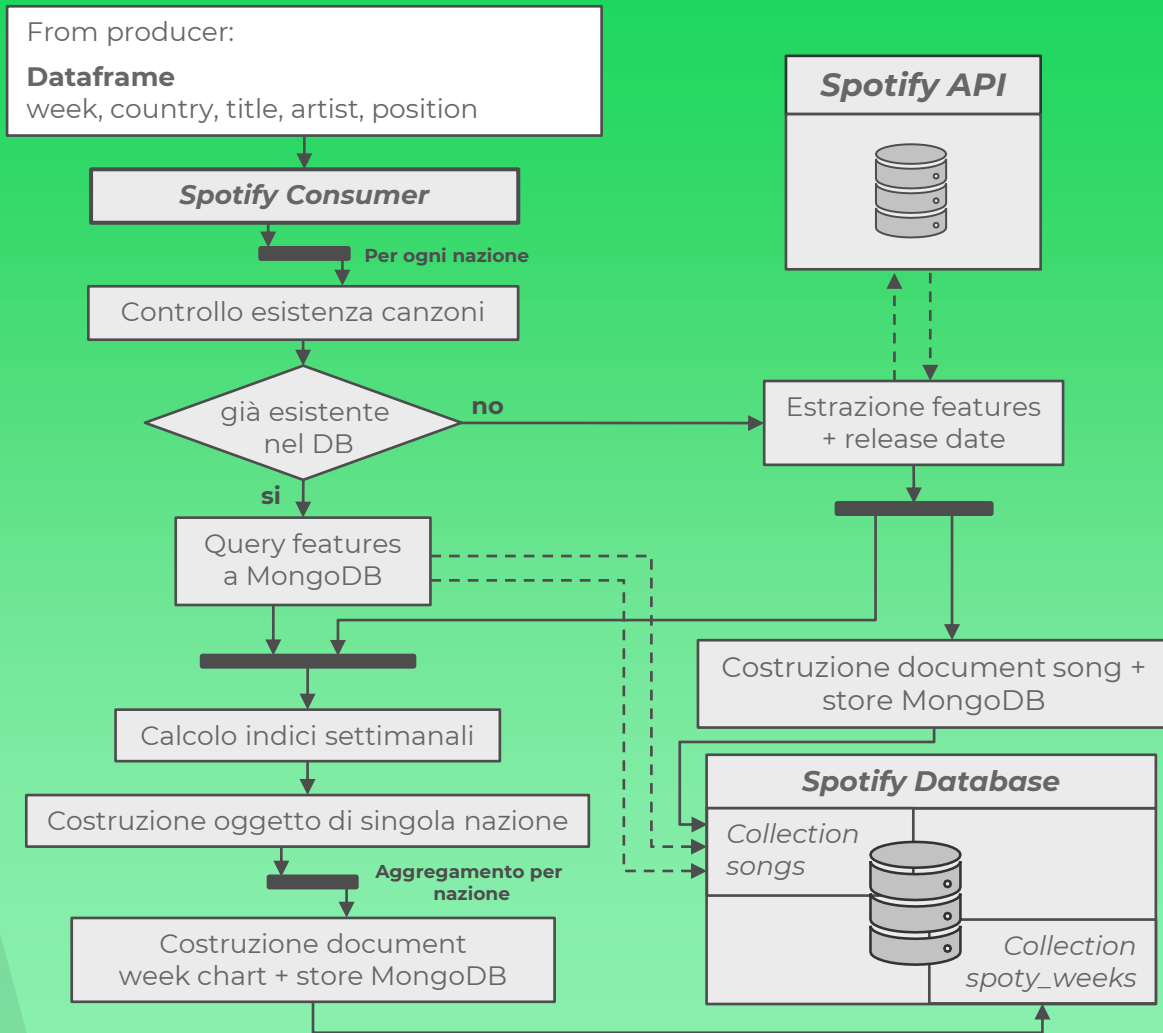 From producer:
Dataframe
week, country, title, artist, position
Spotify API
Spotify Consumer
Per ogni nazione
Controllo esistenza canzoni
già esistente
nel DB
no
Estrazione features
+ release date
si
Query features
a MongoDB
Costruzione document song +
store MongoDB
Calcolo indici settimanali
Spotify Database
Costruzione oggetto di singola nazione
Collection
songs
Aggregamento per
nazione
Costruzione document
week chart + store MongoDB
Collection
spoty_weeks